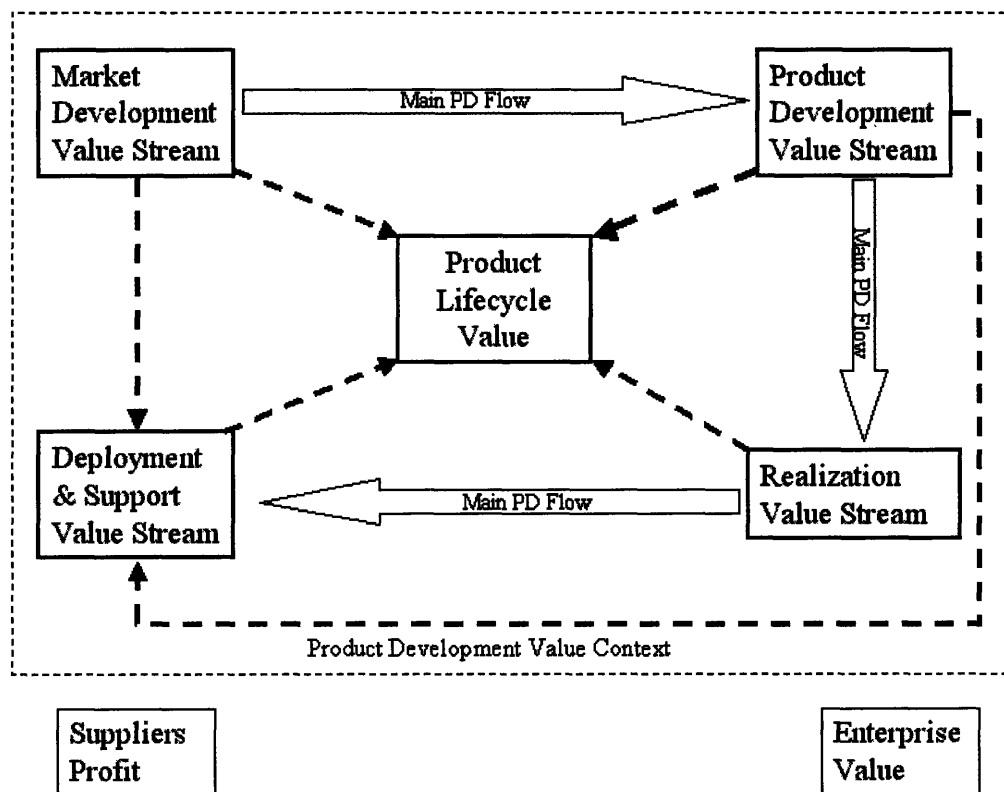 Market
Development
Value Stream
Main PD Flow
Product
Development
Value Stream
Main PD Flow
Product
Lifecycle
Value
Deployment
& Support
Value Stream
Main PD Flow
Realization
Value Stream
Product Development Value Context
Suppliers
Profit
Enterprise
Value